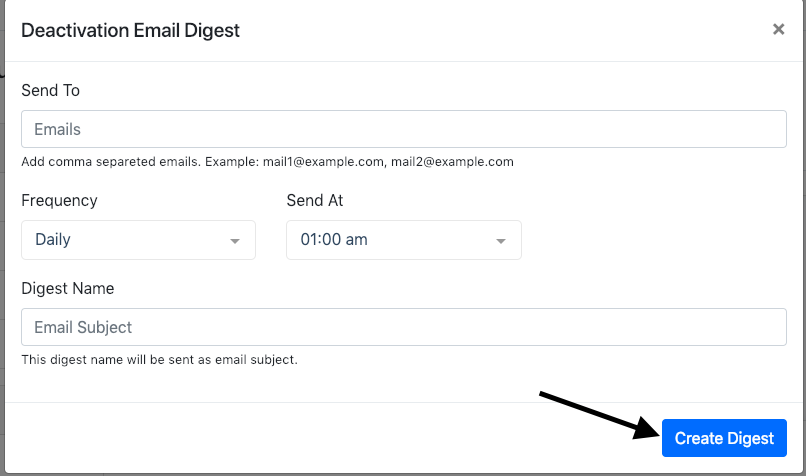 Deactivation Email Digest ×
Send To
Emails
Add comma separeted emails. Example: mail1@example.com, mail2@example.com
Frequency Send At
Daily 01:00 am
Digest Name
Email Subject
This digest name will be sent as email subject.
Create Digest